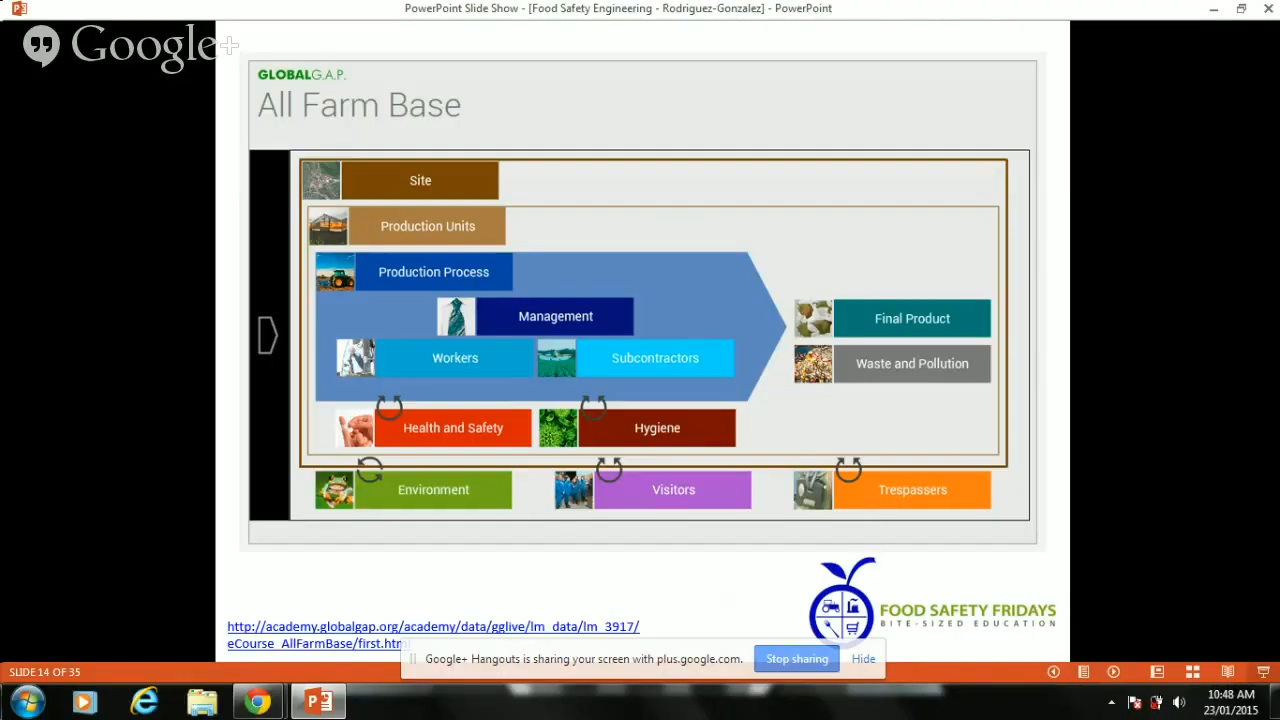 PowerPoint Slide Show - [Food Safety Engineering - Rodriguez-Gonzalez] - PowerPoint
Google+
GLOBALG.A.P.
All Farm Base
Site
Production Units
Production Process
Management
Workers
Subcontractors
Final Product
Waste and Pollution
Health and Safety
Hygiene
Environment
Visitors
Trespassers
FOOD SAFETY FRIDAYS
BITE-SIZED EDUCATION
http://academy.globalgap.org/academy/data/gglive/lm_data/lm_3917/
eCourse_AllFarmBase/first.htm
Google+ Hangouts is sharing your screen with plus.google.com.
Stop sharing
Hide
SLIDE 14 OF 35
10:48 AM
23/01/2015